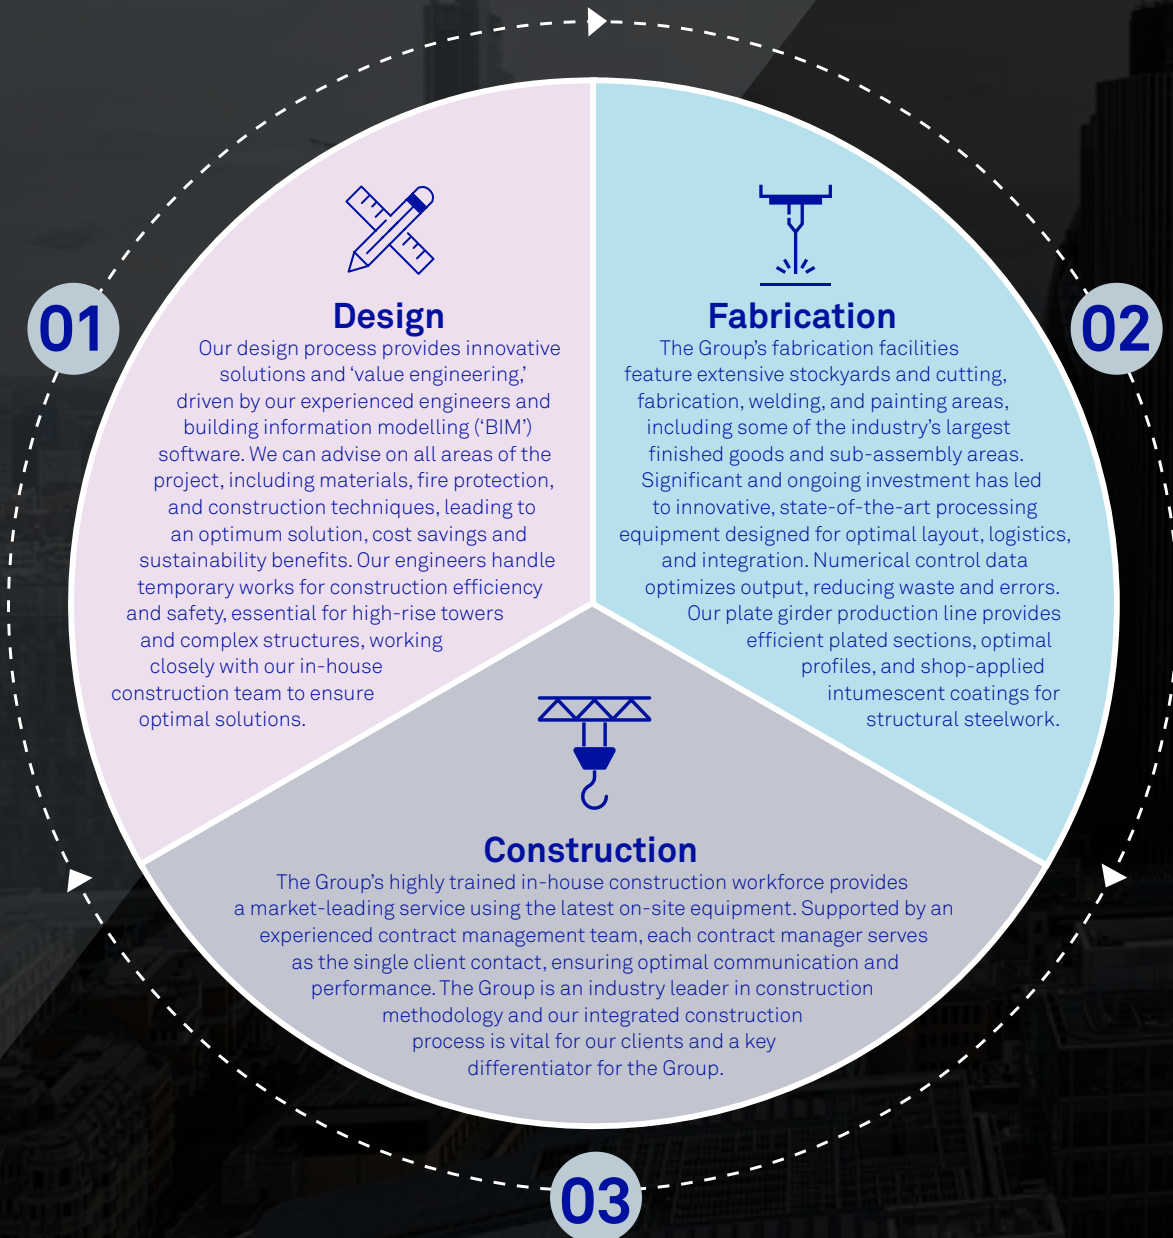 01
Design
Our design process provides innovative
solutions and ‘value engineering,’
driven by our experienced engineers and
building information modelling (‘BIM’)
software. We can advise on all areas of the
project, including materials, fire protection,
and construction techniques, leading to
an optimum solution, cost savings and
sustainability benefits. Our engineers handle
temporary works for construction efficiency
and safety, essential for high-rise towers
and complex structures, working
closely with our in-house
construction team to ensure
optimal solutions.
02
Fabrication
The Group’s fabrication facilities
feature extensive stockyards and cutting,
fabrication, welding, and painting areas,
including some of the industry’s largest
finished goods and sub-assembly areas.
Significant and ongoing investment has led
to innovative, state-of-the-art processing
equipment designed for optimal layout, logistics,
and integration. Numerical control data
optimizes output, reducing waste and errors.
Our plate girder production line provides
efficient plated sections, optimal
profiles, and shop-applied
intumescent coatings for
structural steelwork.
Construction
The Group’s highly trained in-house construction workforce provides
a market-leading service using the latest on-site equipment. Supported by an
experienced contract management team, each contract manager serves
as the single client contact, ensuring optimal communication and
performance. The Group is an industry leader in construction
methodology and our integrated construction
process is vital for our clients and a key
differentiator for the Group.
03